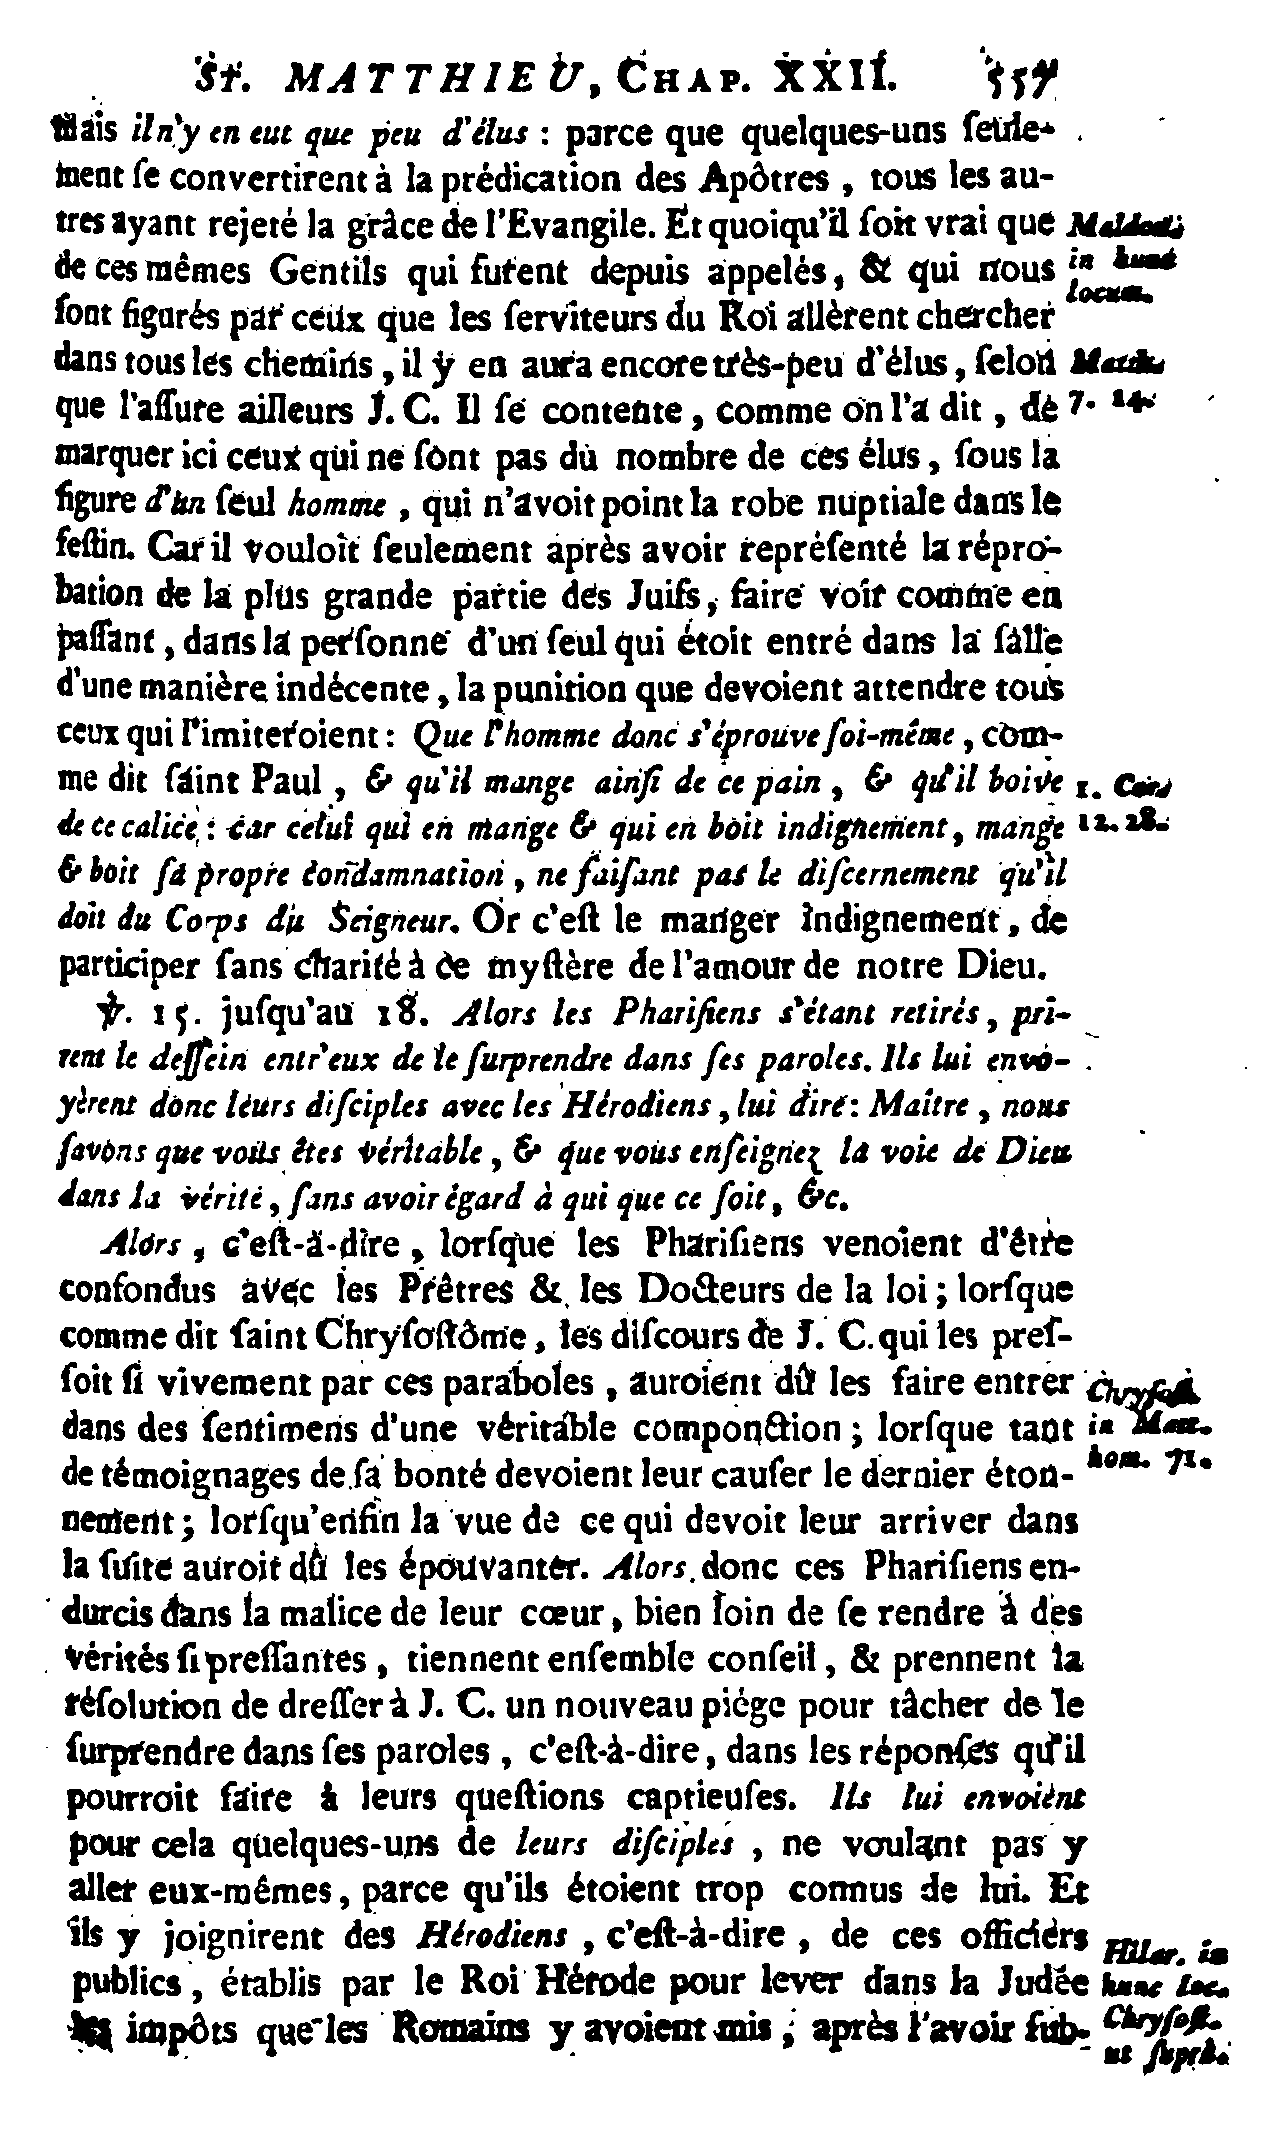 St. MATTHIEU, CHAP. XXII. 557
mais il n'y en eut que peu d'élus : parce que quelques-uns ſeule-
ment ſe convertirent à la prédication des Apôtres , tous les au-
tres ayant rejeté la grâce de l'Evangile. Et quoiqu'il ſoit vrai que
de ces mêmes Gentils qui furent depuis appelés, & qui nous
ſont figurés par ceux que les ſerviteurs du Roi allèrent chercher
dans tous les chemins , il y en aura encore très-peu d'élus , ſelon
que l'aſſure ailleurs J. C. Il ſe contente , comme on l'a dit , de
marquer ici ceux qui ne ſont pas du nombre de ces élus , ſous la
figure d'un ſeul homme , qui n'avoit point la robe nuptiale dans le
feſtin. Car il vouloit ſeulement après avoir repréſenté la répro-
bation de la plus grande partie des Juifs , faire voir comme en
paſſant , dans la perſonne d'un ſeul qui étoit entré dans la ſalle
d'une manière indécente , la punition que devoient attendre tous
ceux qui l'imiteroient : Que l'homme donc s'éprouve ſoi-même , com-
me dit ſaint Paul , & qu'il mange ainſi de ce pain , & qu'il boive
de ce calice : car celui qui en mange & qui en boit indignement , mange
& boit ſa propre condamnation , ne faiſant pas le diſcernement qu'il
doit du Corps du Seigneur. Or c'eſt le manger indignement , de
participer ſans charité à ce myſtère de l'amour de notre Dieu.
℣. 15. juſqu'au 18. Alors les Phariſiens s'étant retirés , pri-
rent le deſſein entr'eux de le ſurprendre dans ſes paroles. Ils lui envo-
yèrent donc leurs diſciples avec les Hérodiens , lui dire : Maître , nous
ſavons que vous êtes véritable , & que vous enſeignez la voie de Dieu
dans la vérité , ſans avoir égard à qui que ce ſoit , &c.
Alors , c'eſt-à-dire , lorſque les Phariſiens venoient d'être
confondus avec les Prêtres & les Docteurs de la loi ; lorſque
comme dit ſaint Chryſoſtôme , les diſcours de J. C. qui les preſ-
ſoit ſi vivement par ces paraboles , auroient dû les faire entrer
dans des ſentimens d'une véritable componction ; lorſque tant
de témoignages de ſa bonté devoient leur cauſer le dernier éton-
nement ; lorſqu'enfin la vue de ce qui devoit leur arriver dans
la ſuite auroit dû les épouvanter. Alors donc ces Phariſiens en-
durcis dans la malice de leur cœur , bien loin de ſe rendre à des
vérités ſi preſſantes , tiennent enſemble conſeil , & prennent la
réſolution de dreſſer à J. C. un nouveau piége pour tâcher de le
ſurprendre dans ſes paroles , c'eſt-à-dire , dans les réponſes qu'il
pourroit faire à leurs queſtions captieuſes. Ils lui envoient
pour cela quelques-uns de leurs diſciples , ne voulant pas y
aller eux-mêmes , parce qu'ils étoient trop connus de lui. Et
ils y joignirent des Hérodiens , c'eſt-à-dire , de ces officiers
publics , établis par le Roi Hérode pour lever dans la Judée
les impôts que les Romains y avoient mis , après l'avoir ſub-
Maldon.
in hunc
locum.
Matth.
7. 14.
1. Cor.
12. 28.
Chryſoſt.
in Matt.
hom. 71.
Hilar. in
hunc loc.
Chryſoſt.
ut ſuprà.